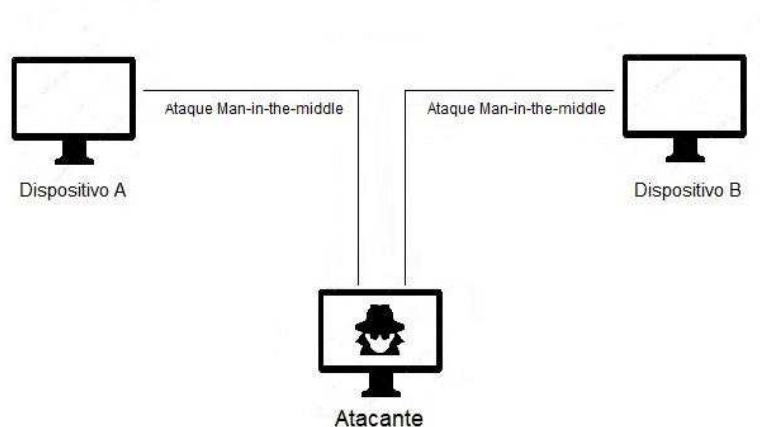 Ataque Man-in-the-middle
Ataque Man-in-the-middle
Dispositivo A
Dispositivo B
Atacante